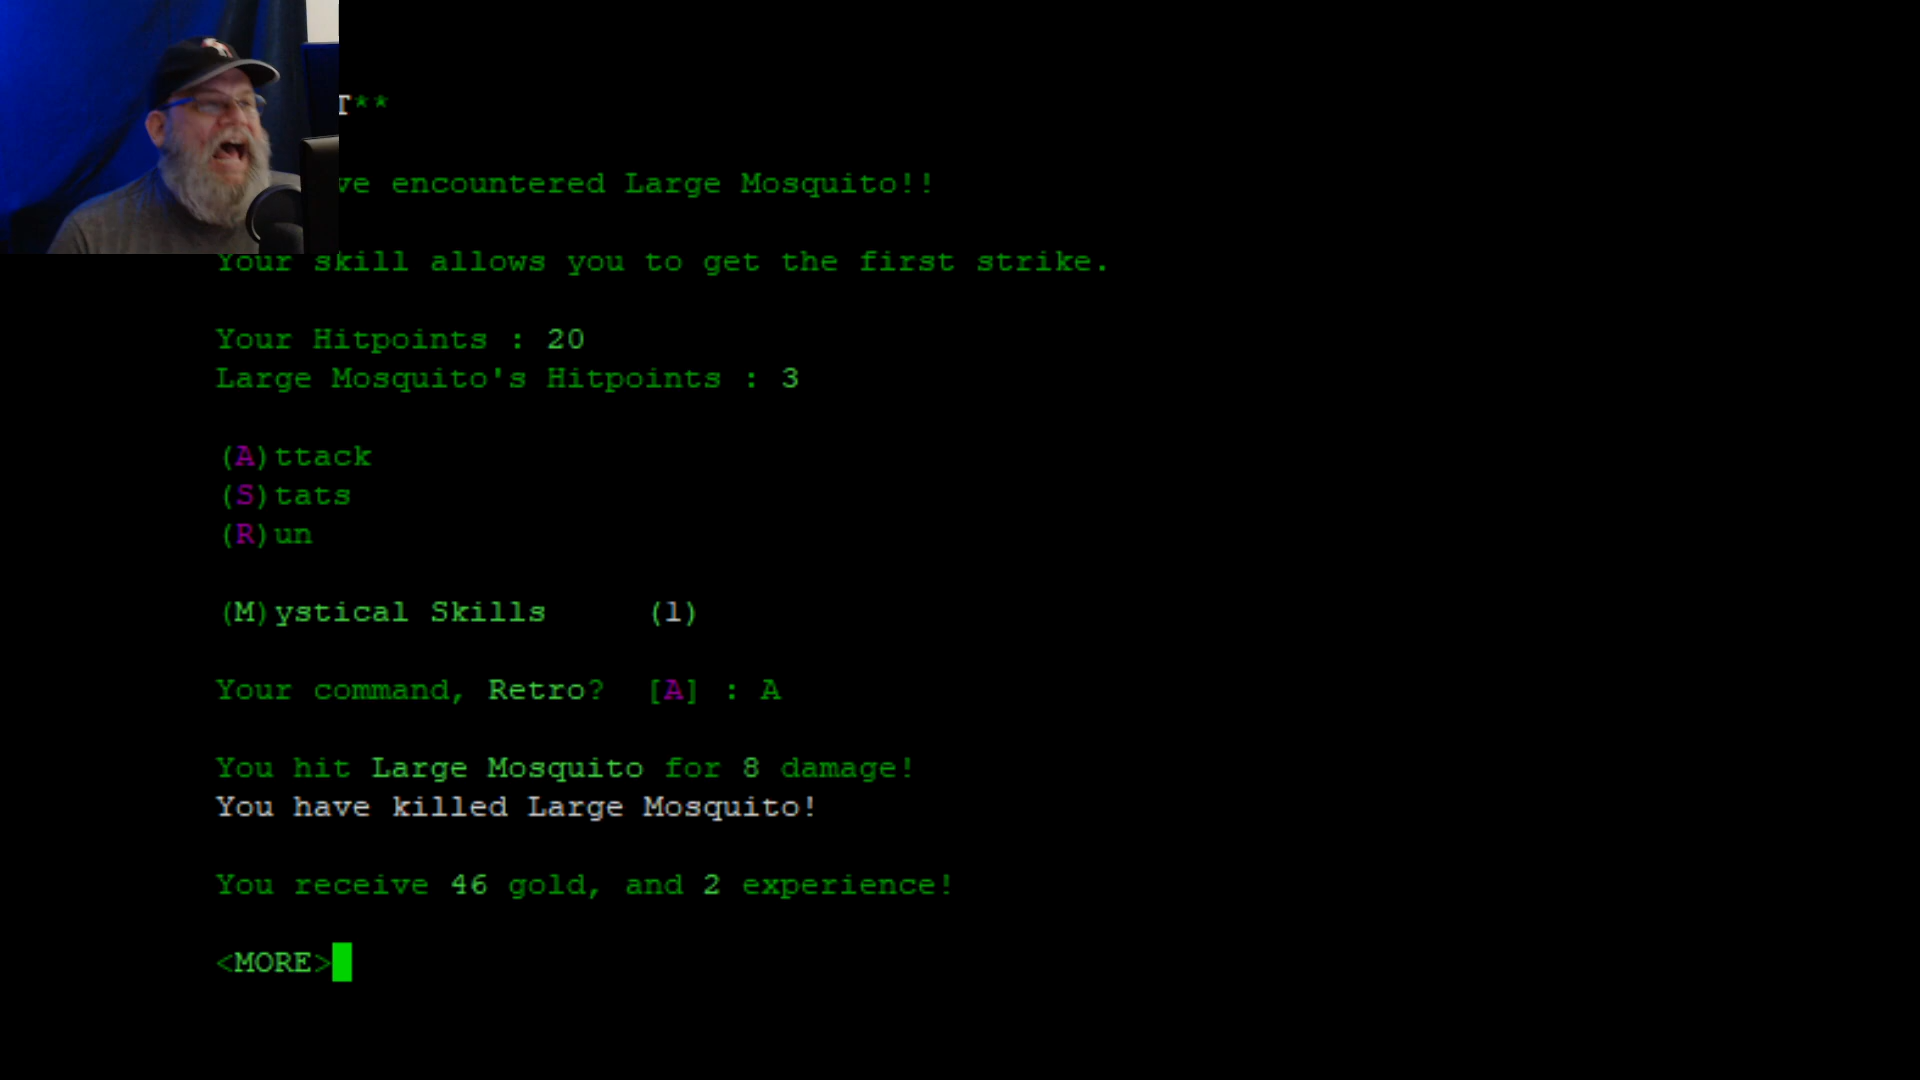 T**
ve encountered Large Mosquito!!
Your skill allows you to get the first strike.
Your Hitpoints : 20
Large Mosquito's Hitpoints : 3
(A)ttack
(S)tats
(R)un
(M)ystical Skills (1)
Your command, Retro? [A] : A
You hit Large Mosquito for 8 damage!
You have killed Large Mosquito!
You receive 46 gold, and 2 experience!
<MORE>